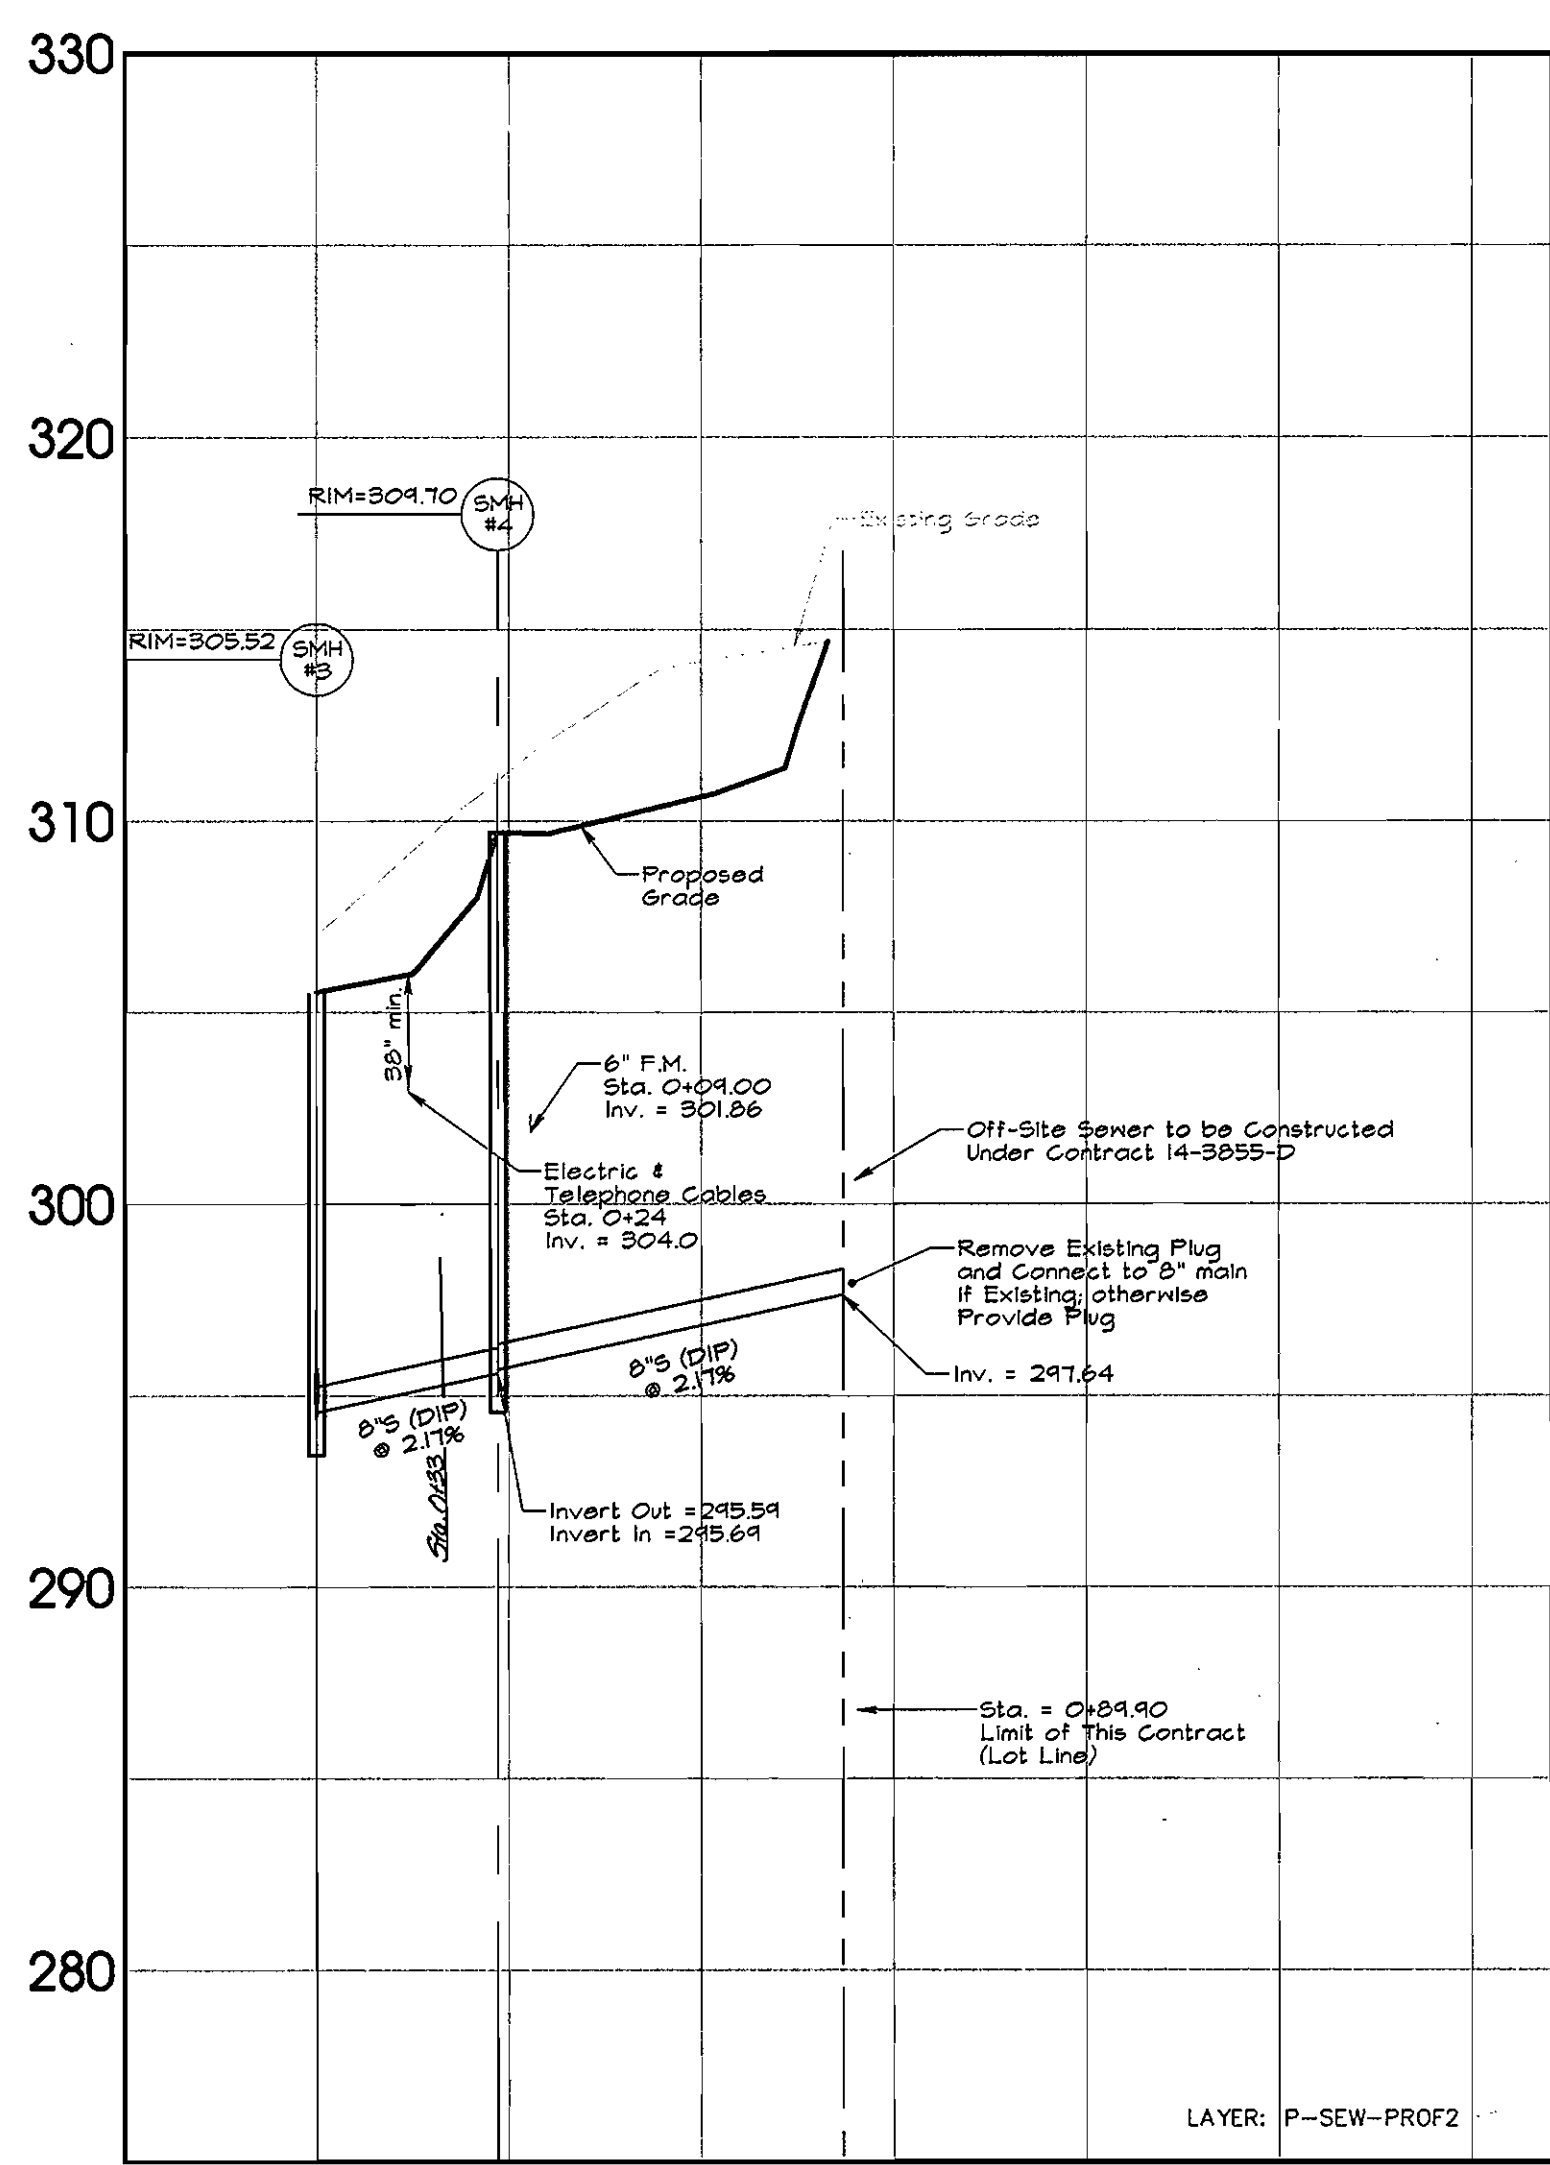 330
320
310
300
290
280
RIM=309.70
SMH
#4
Existing Grade
RIM=305.52
SMH
#3
Proposed
Grade
38" min.
6" F.M.
Sta. 0+09.00
Inv. = 301.86
Off-Site Sewer to be Constructed
Under Contract 14-3855-D
Electric &
Telephone Cables
Sta. 0+24
Inv. = 304.0
Remove Existing Plug
and Connect to 8" main
if Existing; otherwise
Provide Plug
8"S (DIP)
@ 2.17%
Inv. = 297.64
8"S (DIP)
@ 2.17%
Sta. 0+33
Invert Out =295.59
Invert In =295.69
Sta. = 0+89.90
Limit of This Contract
(Lot Line)
LAYER: P-SEW-PROF2